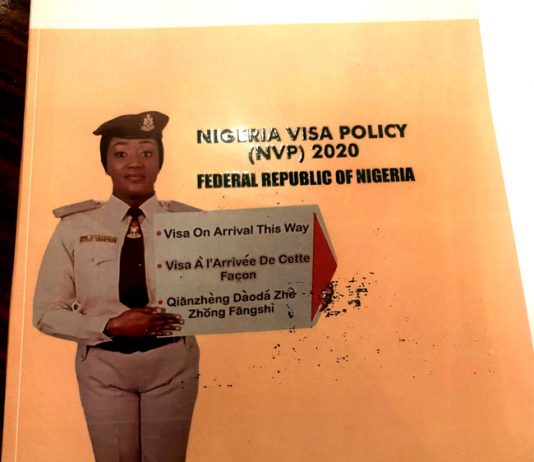 NIGERIA VISA POLICY
(NVP) 2020
FEDERAL REPUBLIC OF NIGERIA
• Visa On Arrival This Way
• Visa À l'Arrivée De Cette
Façon
• Qiānzhèng Dàodá Zhè
Zhǒng Fāngshì